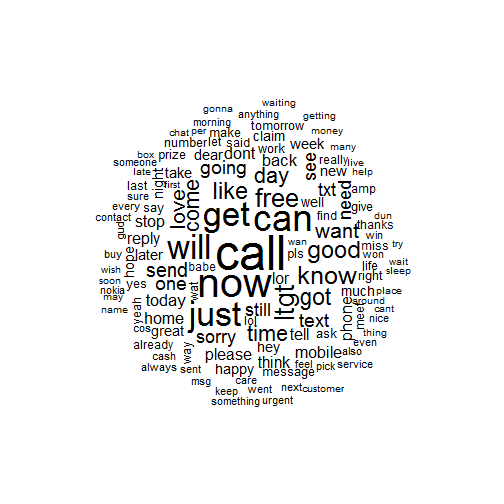 waiting
gonna
anything
getting
morning
tomorrow
money
chat per make
claim
numberlet said
work week
many
box prize
dear dont
back
see
really live
someone
going
day
new help
late
take
night
last
first
like
free
txt
amp
sure
come
love
get can
need
well
every say
find
give
dun
contact
stop
want
thanks
gud
reply
will call
wan
good
win
hope
later
pls
miss try
buy
won
wish
send
babe
lor
know
life
wait
soon
yes one
now
right
sleep
nokia
wat
ltgt
got
much place
may
today
just
still
phone
around
name
yeah
home
lol
text
meet
cant
cos
great
sorry
time
tell ask
nice
already
way
hey
thing
please
mobile
also
even
cash
think
always
sent
happy
feel pick service
message
msg
care
keep went
next customer
something urgent